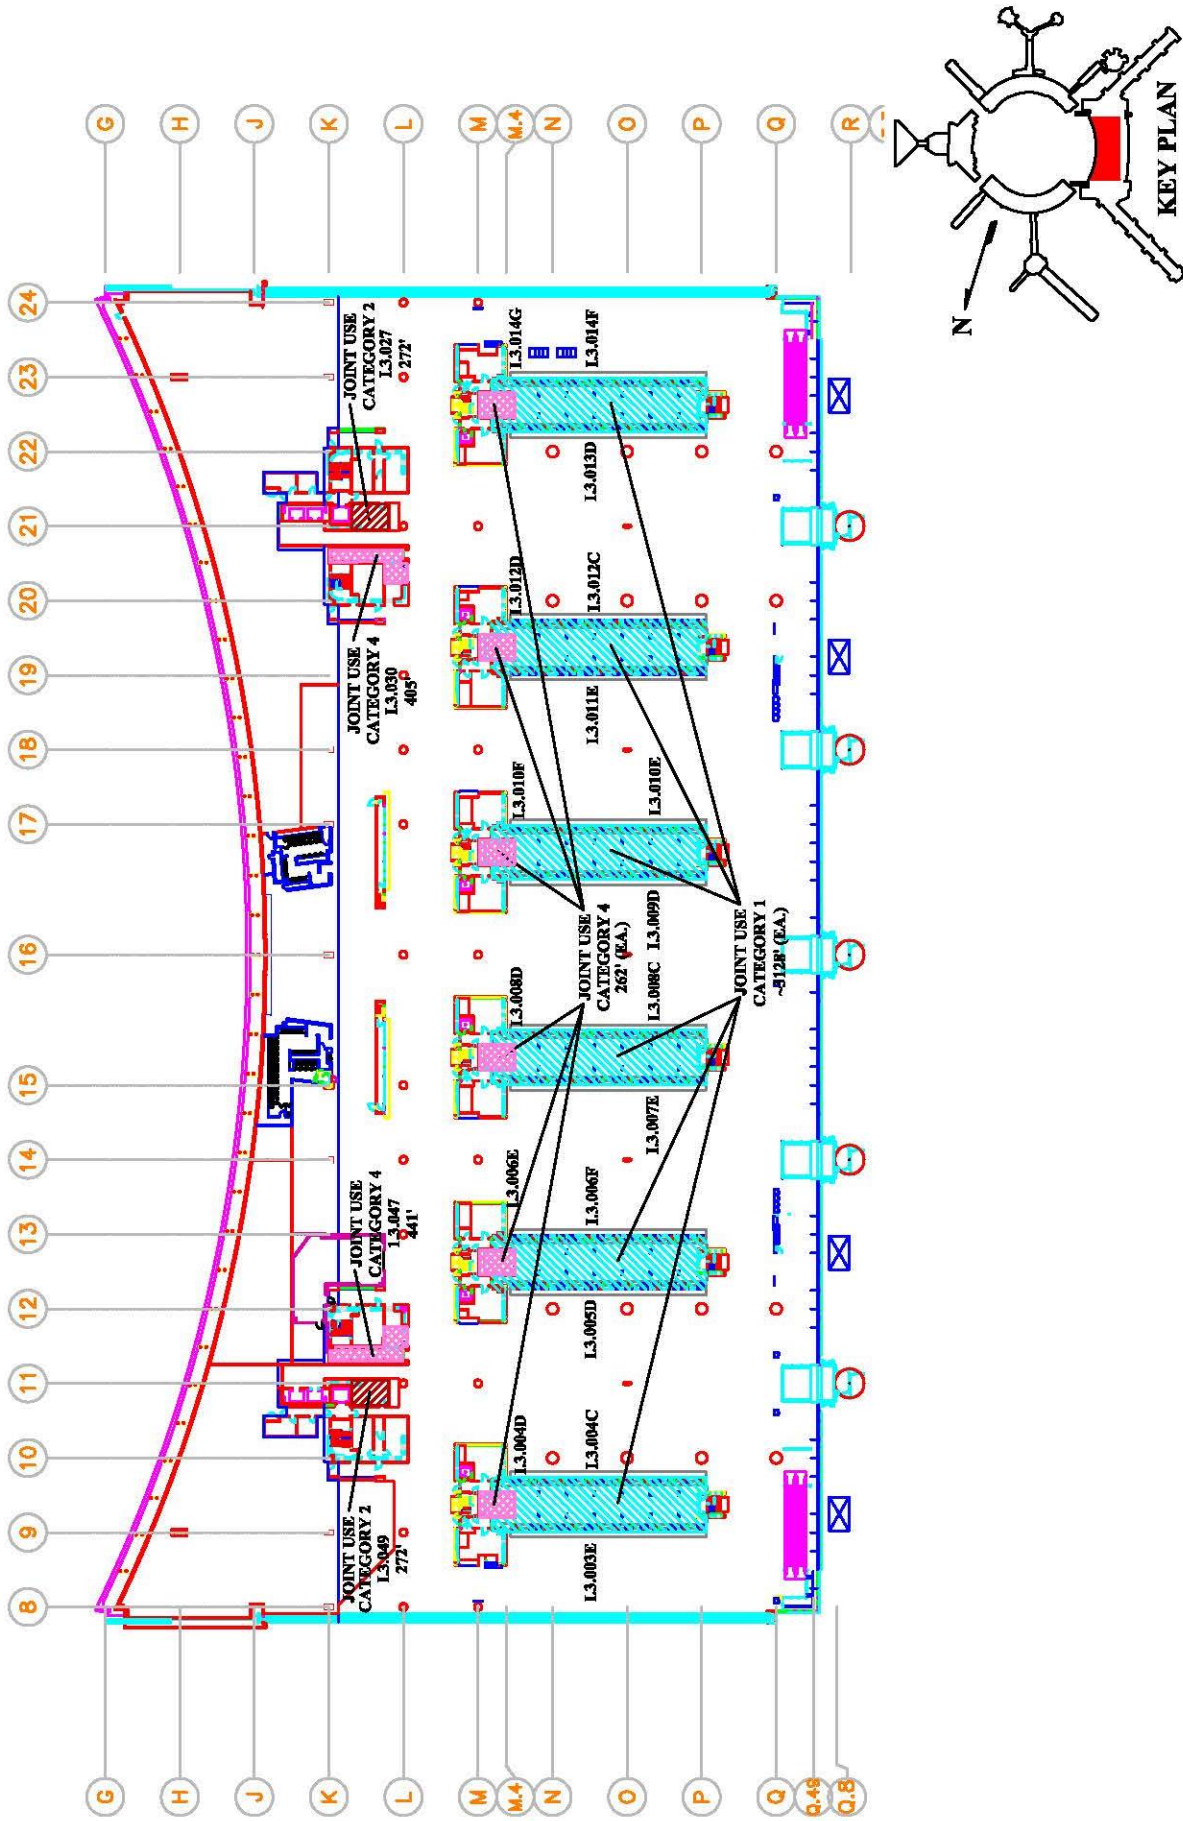 8 9 10 11 12 13 14 15 16 17 18 19 20 21 22 23 24
G G
H H
J J
K K
L L
M M
M.4 M.4
N N
O O
P P
Q Q
Q.8 R
JOINT USE
CATEGORY 2
L3.049
272'
JOINT USE
CATEGORY 4
L3.047
441'
JOINT USE
CATEGORY 4
L3.030
405'
JOINT USE
CATEGORY 2
L3.027
272'
L3.004D
L3.006E
L3.008D
L3.010F
L3.012D
L3.014G
JOINT USE
CATEGORY 4
262' (EA.)
L3.003E
L3.004C
L3.005D
L3.006F
L3.007E
L3.008C
L3.009D
L3.010E
L3.011E
L3.012C
L3.013D
L3.014F
JOINT USE
CATEGORY 1
~3128' (EA.)
N
KEY PLAN